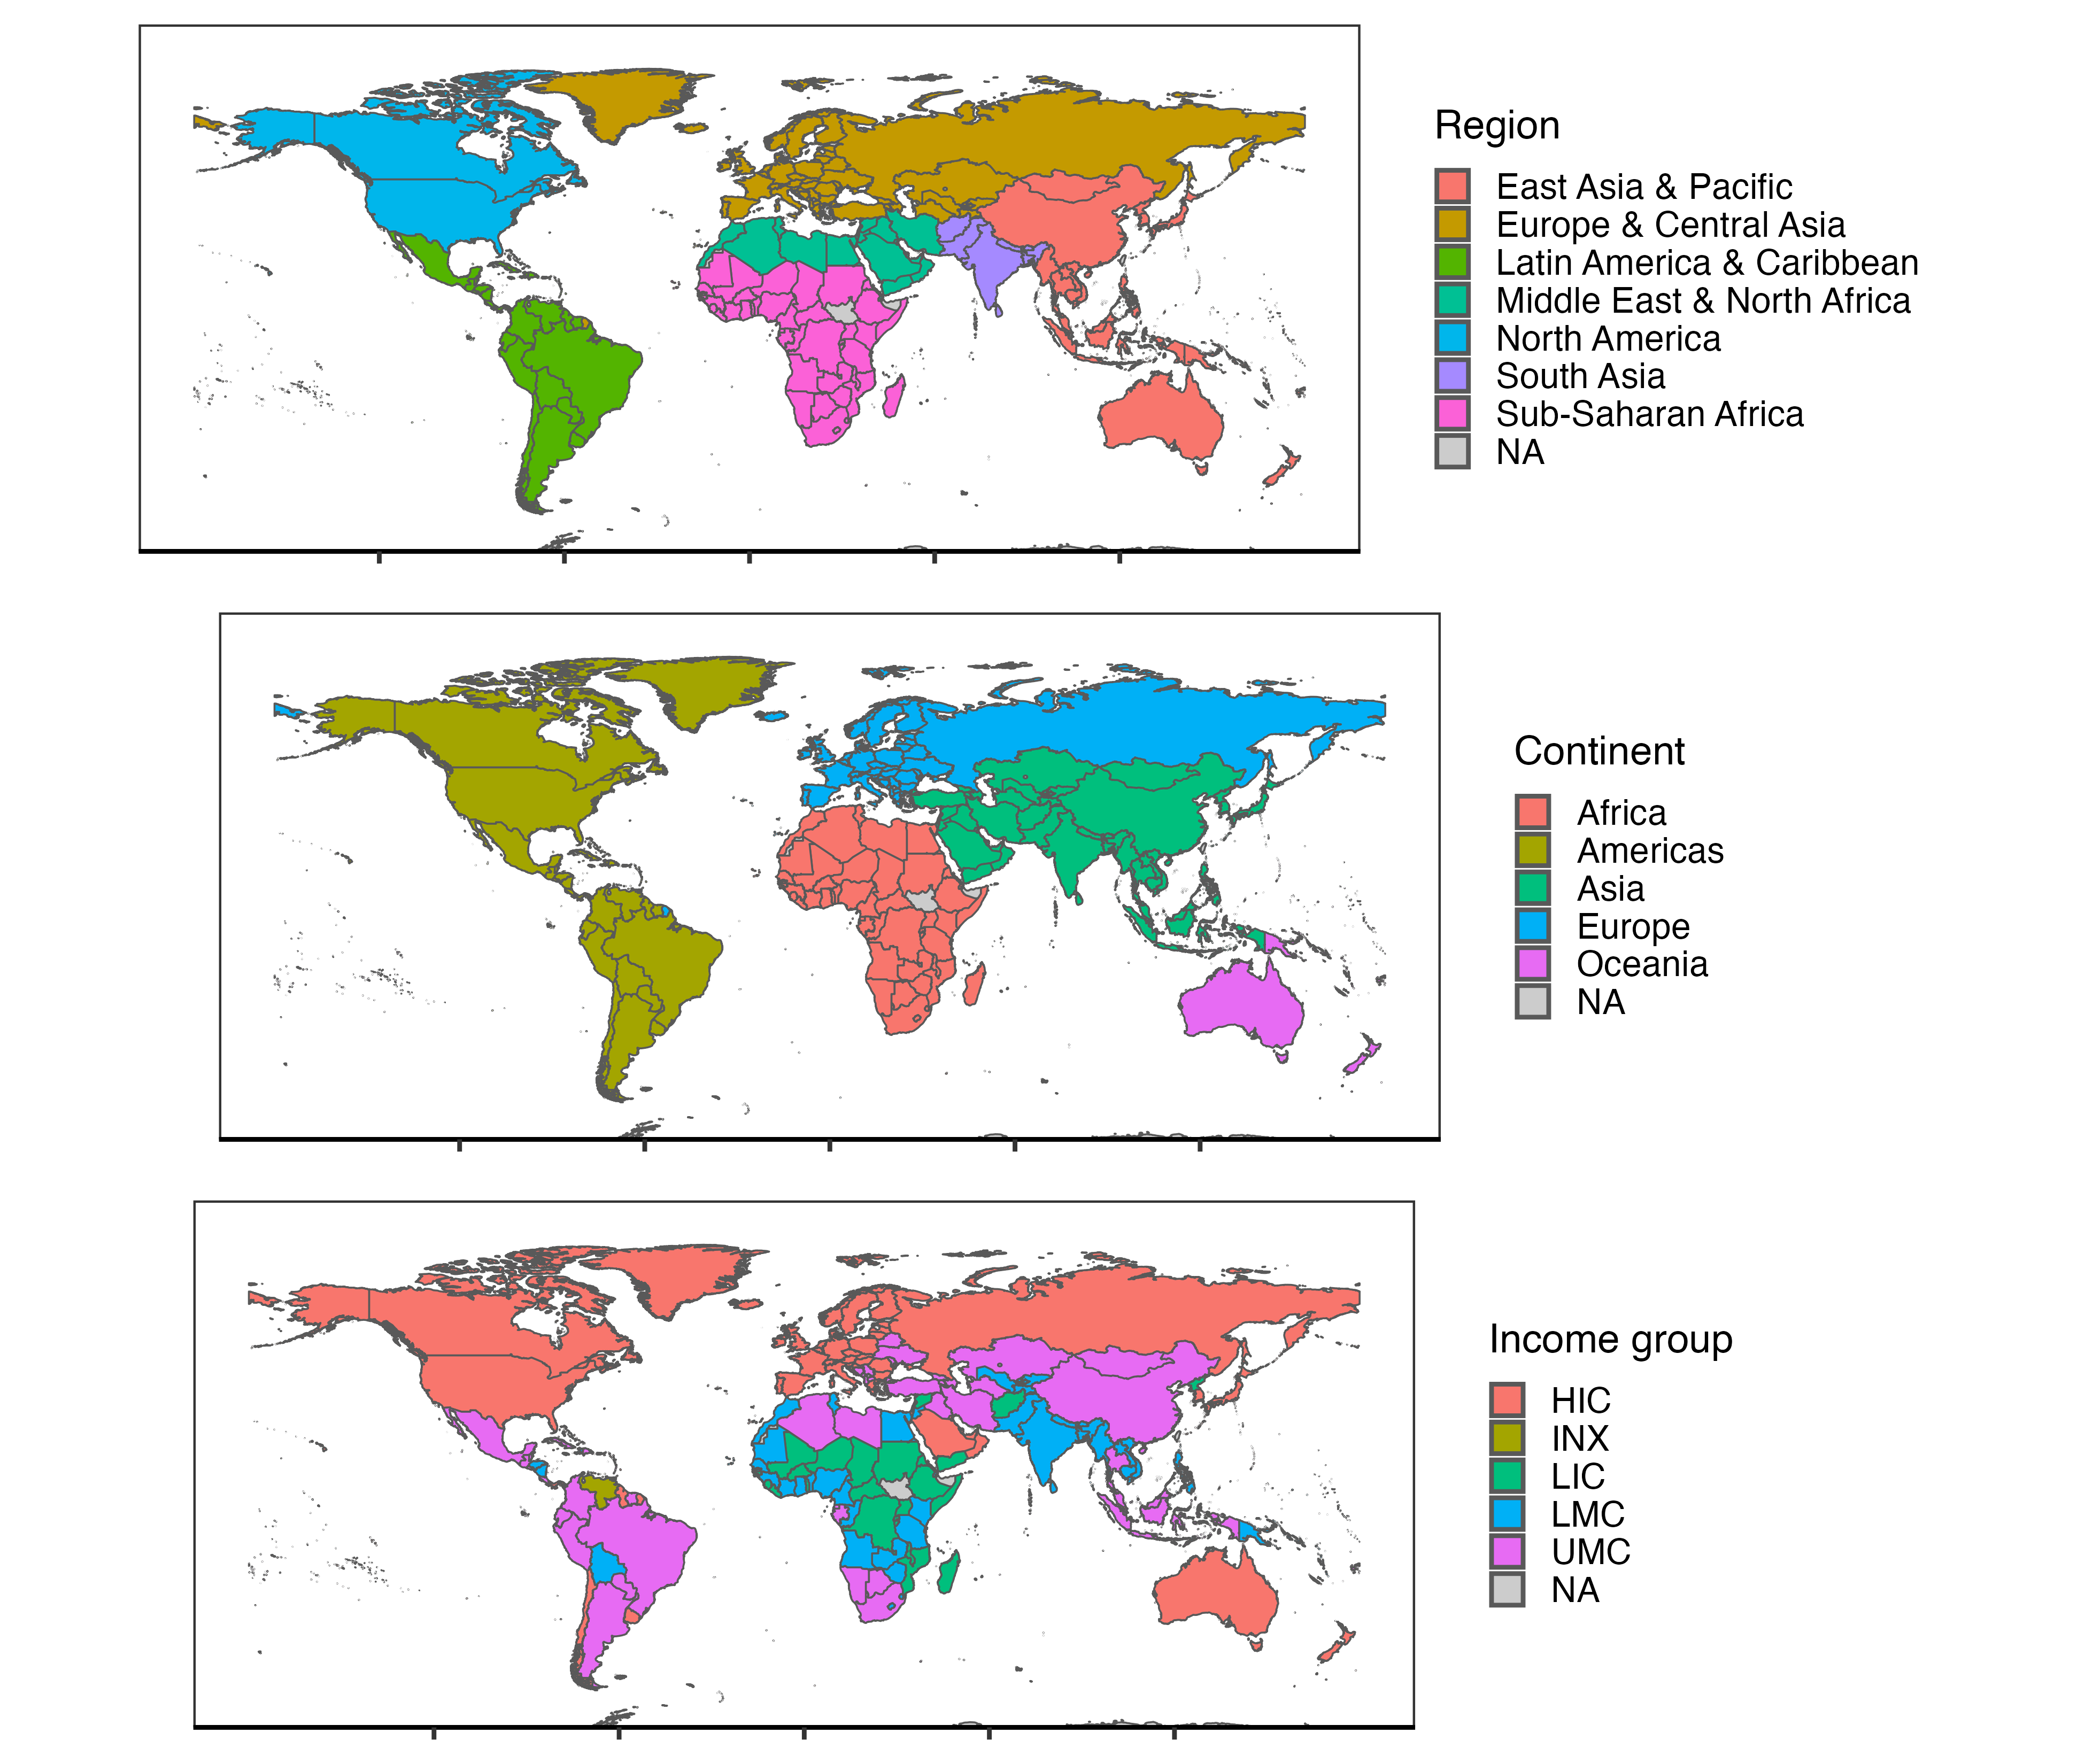 Region
East Asia & Pacific
Europe & Central Asia
Latin America & Caribbean
Middle East & North Africa
North America
South Asia
Sub-Saharan Africa
NA
Continent
Africa
Americas
Asia
Europe
Oceania
NA
Income group
HIC
INX
LIC
LMC
UMC
NA